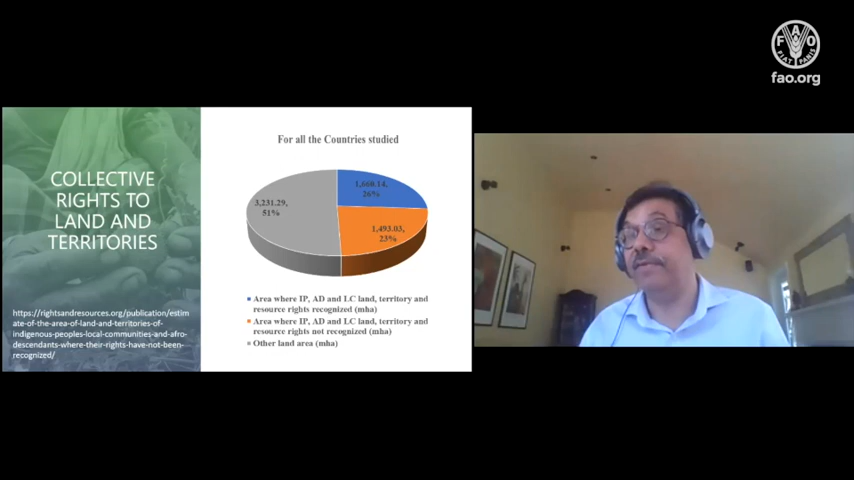 FAO
FIAT PANIS
fao.org
COLLECTIVE
RIGHTS TO
LAND AND
TERRITORIES
https://rightsandresources.org/publication/estim
ate-of-the-area-of-land-and-territories-of-
indigenous-peoples-local-communities-and-afro-
descendants-where-their-rights-have-not-been-
recognized/
For all the Countries studied
3,231.29,
51%
26%
1,493.03,
23%
Area where IP, AD and LC land, territory and
resource rights recognized (mha)
Area where IP, AD and LC land, territory and
resource rights not recognized (mha)
Other land area (mha)